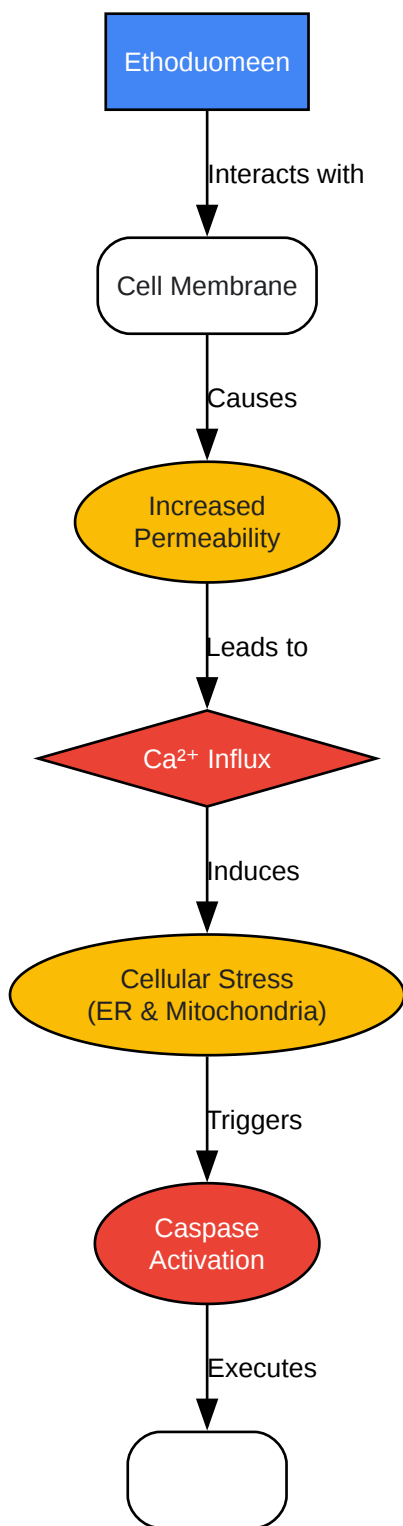 Ethoduomeen
Interacts with
Cell Membrane
Causes
Increased
Permeability
Leads to
Ca²⁺ Influx
Induces
Cellular Stress
(ER & Mitochondria)
Triggers
Caspase
Activation
Executes